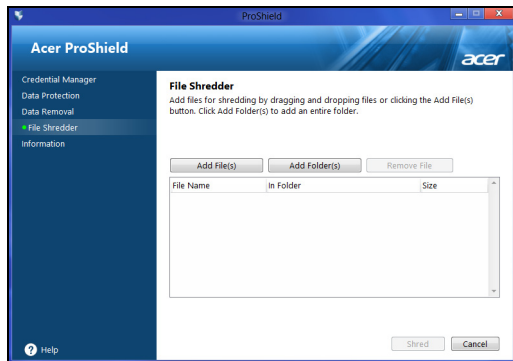 ProShield
Acer ProShield
acer
Credential Manager
Data Protection
Data Removal
File Shredder
Information
File Shredder
Add files for shredding by dragging and dropping files or clicking the Add File(s)
button. Click Add Folder(s) to add an entire folder.
Add File(s) Add Folder(s) Remove File
File Name In Folder Size
Shred Cancel
? Help